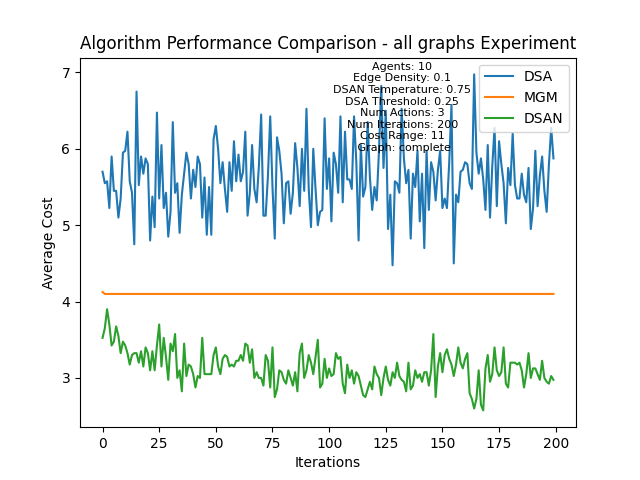 Algorithm Performance Comparison - all graphs Experiment
Agents: 10
Edge Density: 0.1
DSAN Temperature: 0.75
DSA Threshold: 0.25
Num Actions: 3
Num Iterations: 200
Cost Range: 11
Graph: complete
DSA
MGM
DSAN
Average Cost
7
6
5
4
3
0
25
50
75
100
125
150
175
200
Iterations